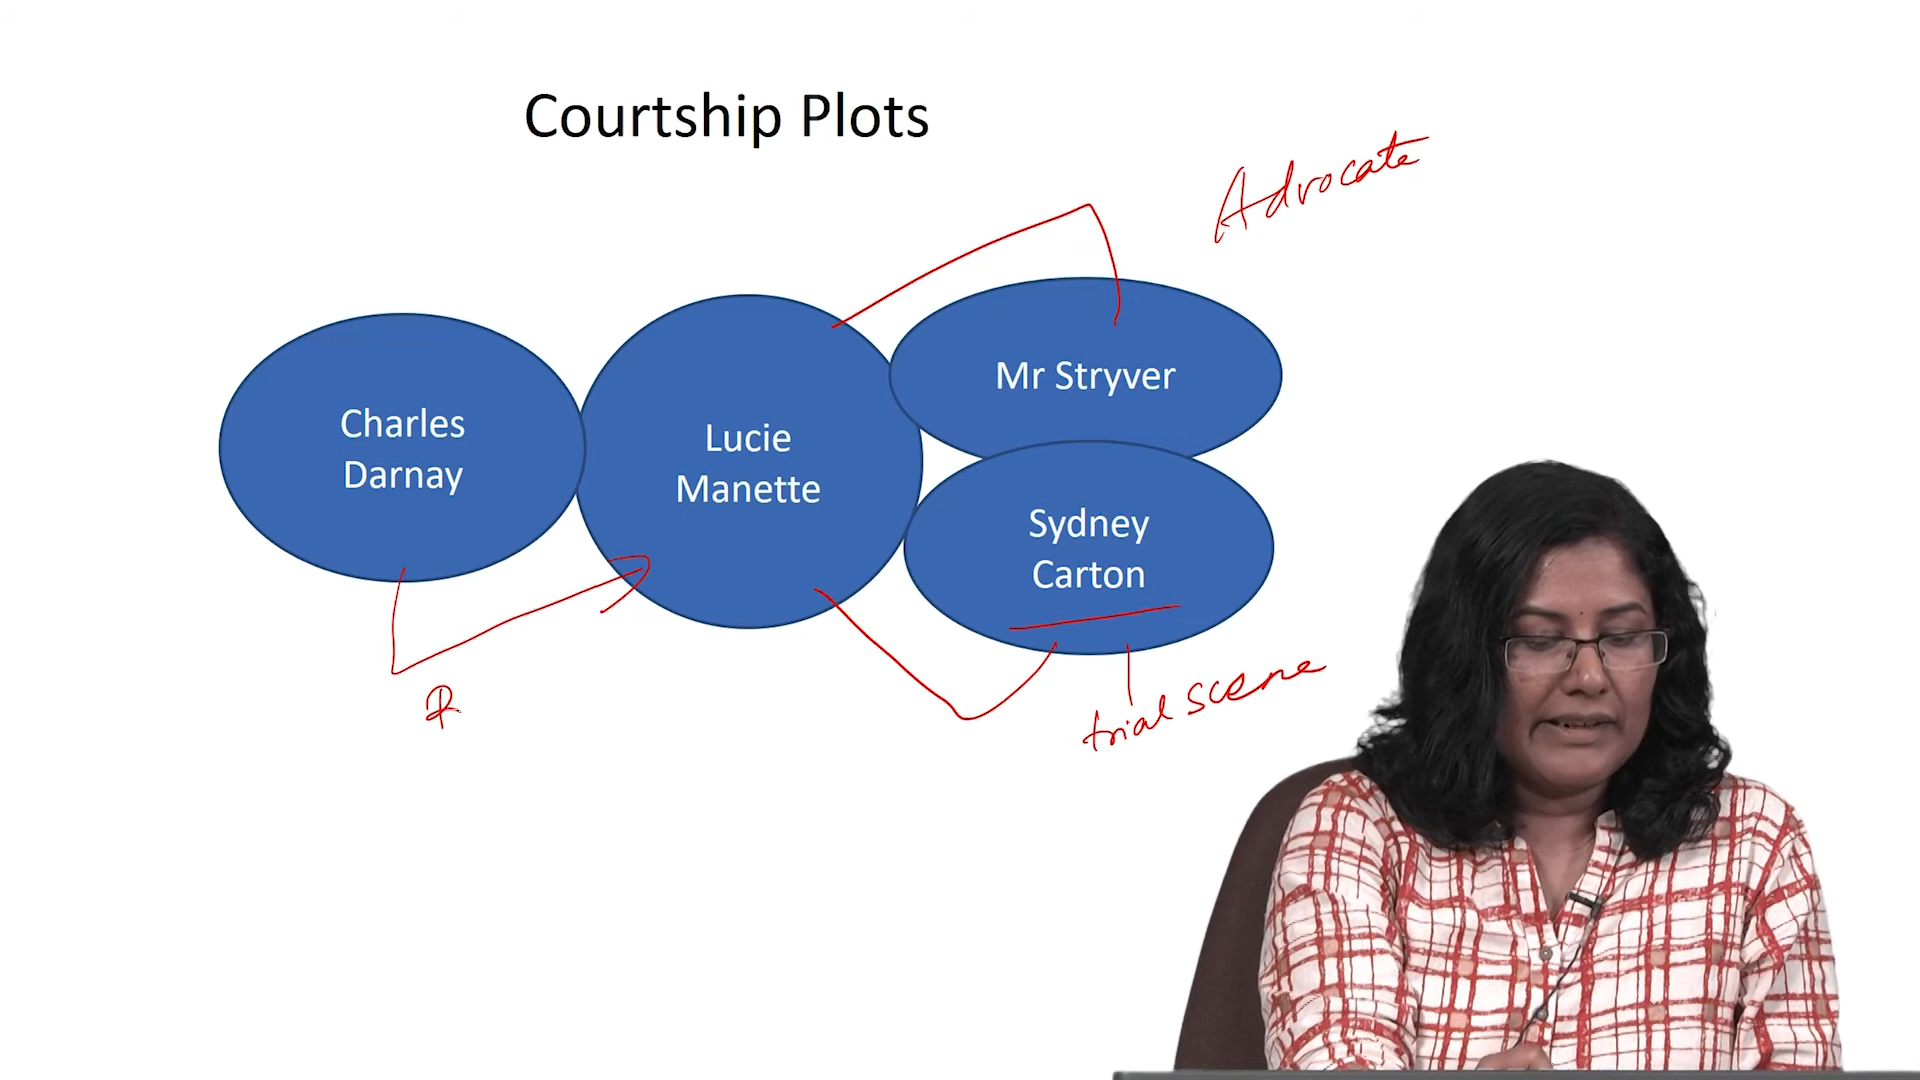 Courtship Plots
Advocate
Mr Stryver
Charles
Darnay
Lucie
Manette
Sydney
Carton
trial scene
R